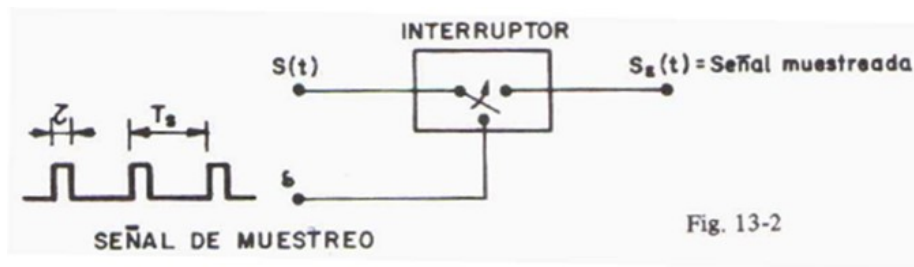 INTERRUPTOR
S(t)
Ss(t) = Señal muestreada
τ
Ts
δ
Fig. 13-2
SEÑAL DE MUESTREO